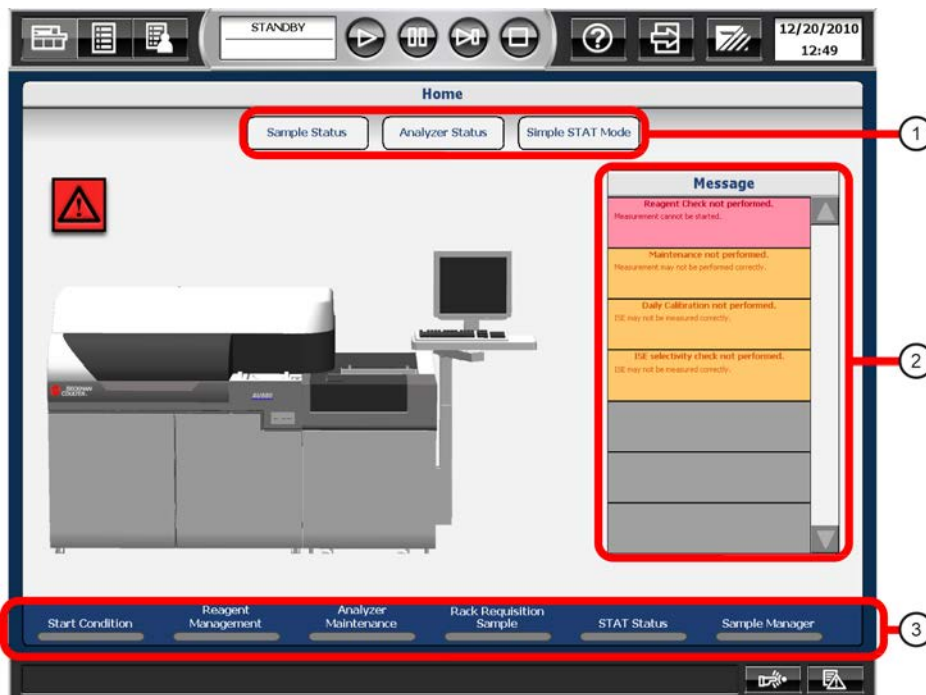 STANDBY
12/20/2010
12:49
Home
Sample Status
Analyzer Status
Simple STAT Mode
1
Message
Reagent Check not performed.
Measurement cannot be started.
Maintenance not performed.
Measurement may not be performed correctly.
Daily Calibration not performed.
ISE may not be measured correctly.
ISE selectivity check not performed.
ISE may not be measured correctly.
2
BECKMAN
COULTER
AU680
Start Condition
Reagent
Management
Analyzer
Maintenance
Rack Requisition
Sample
STAT Status
Sample Manager
3